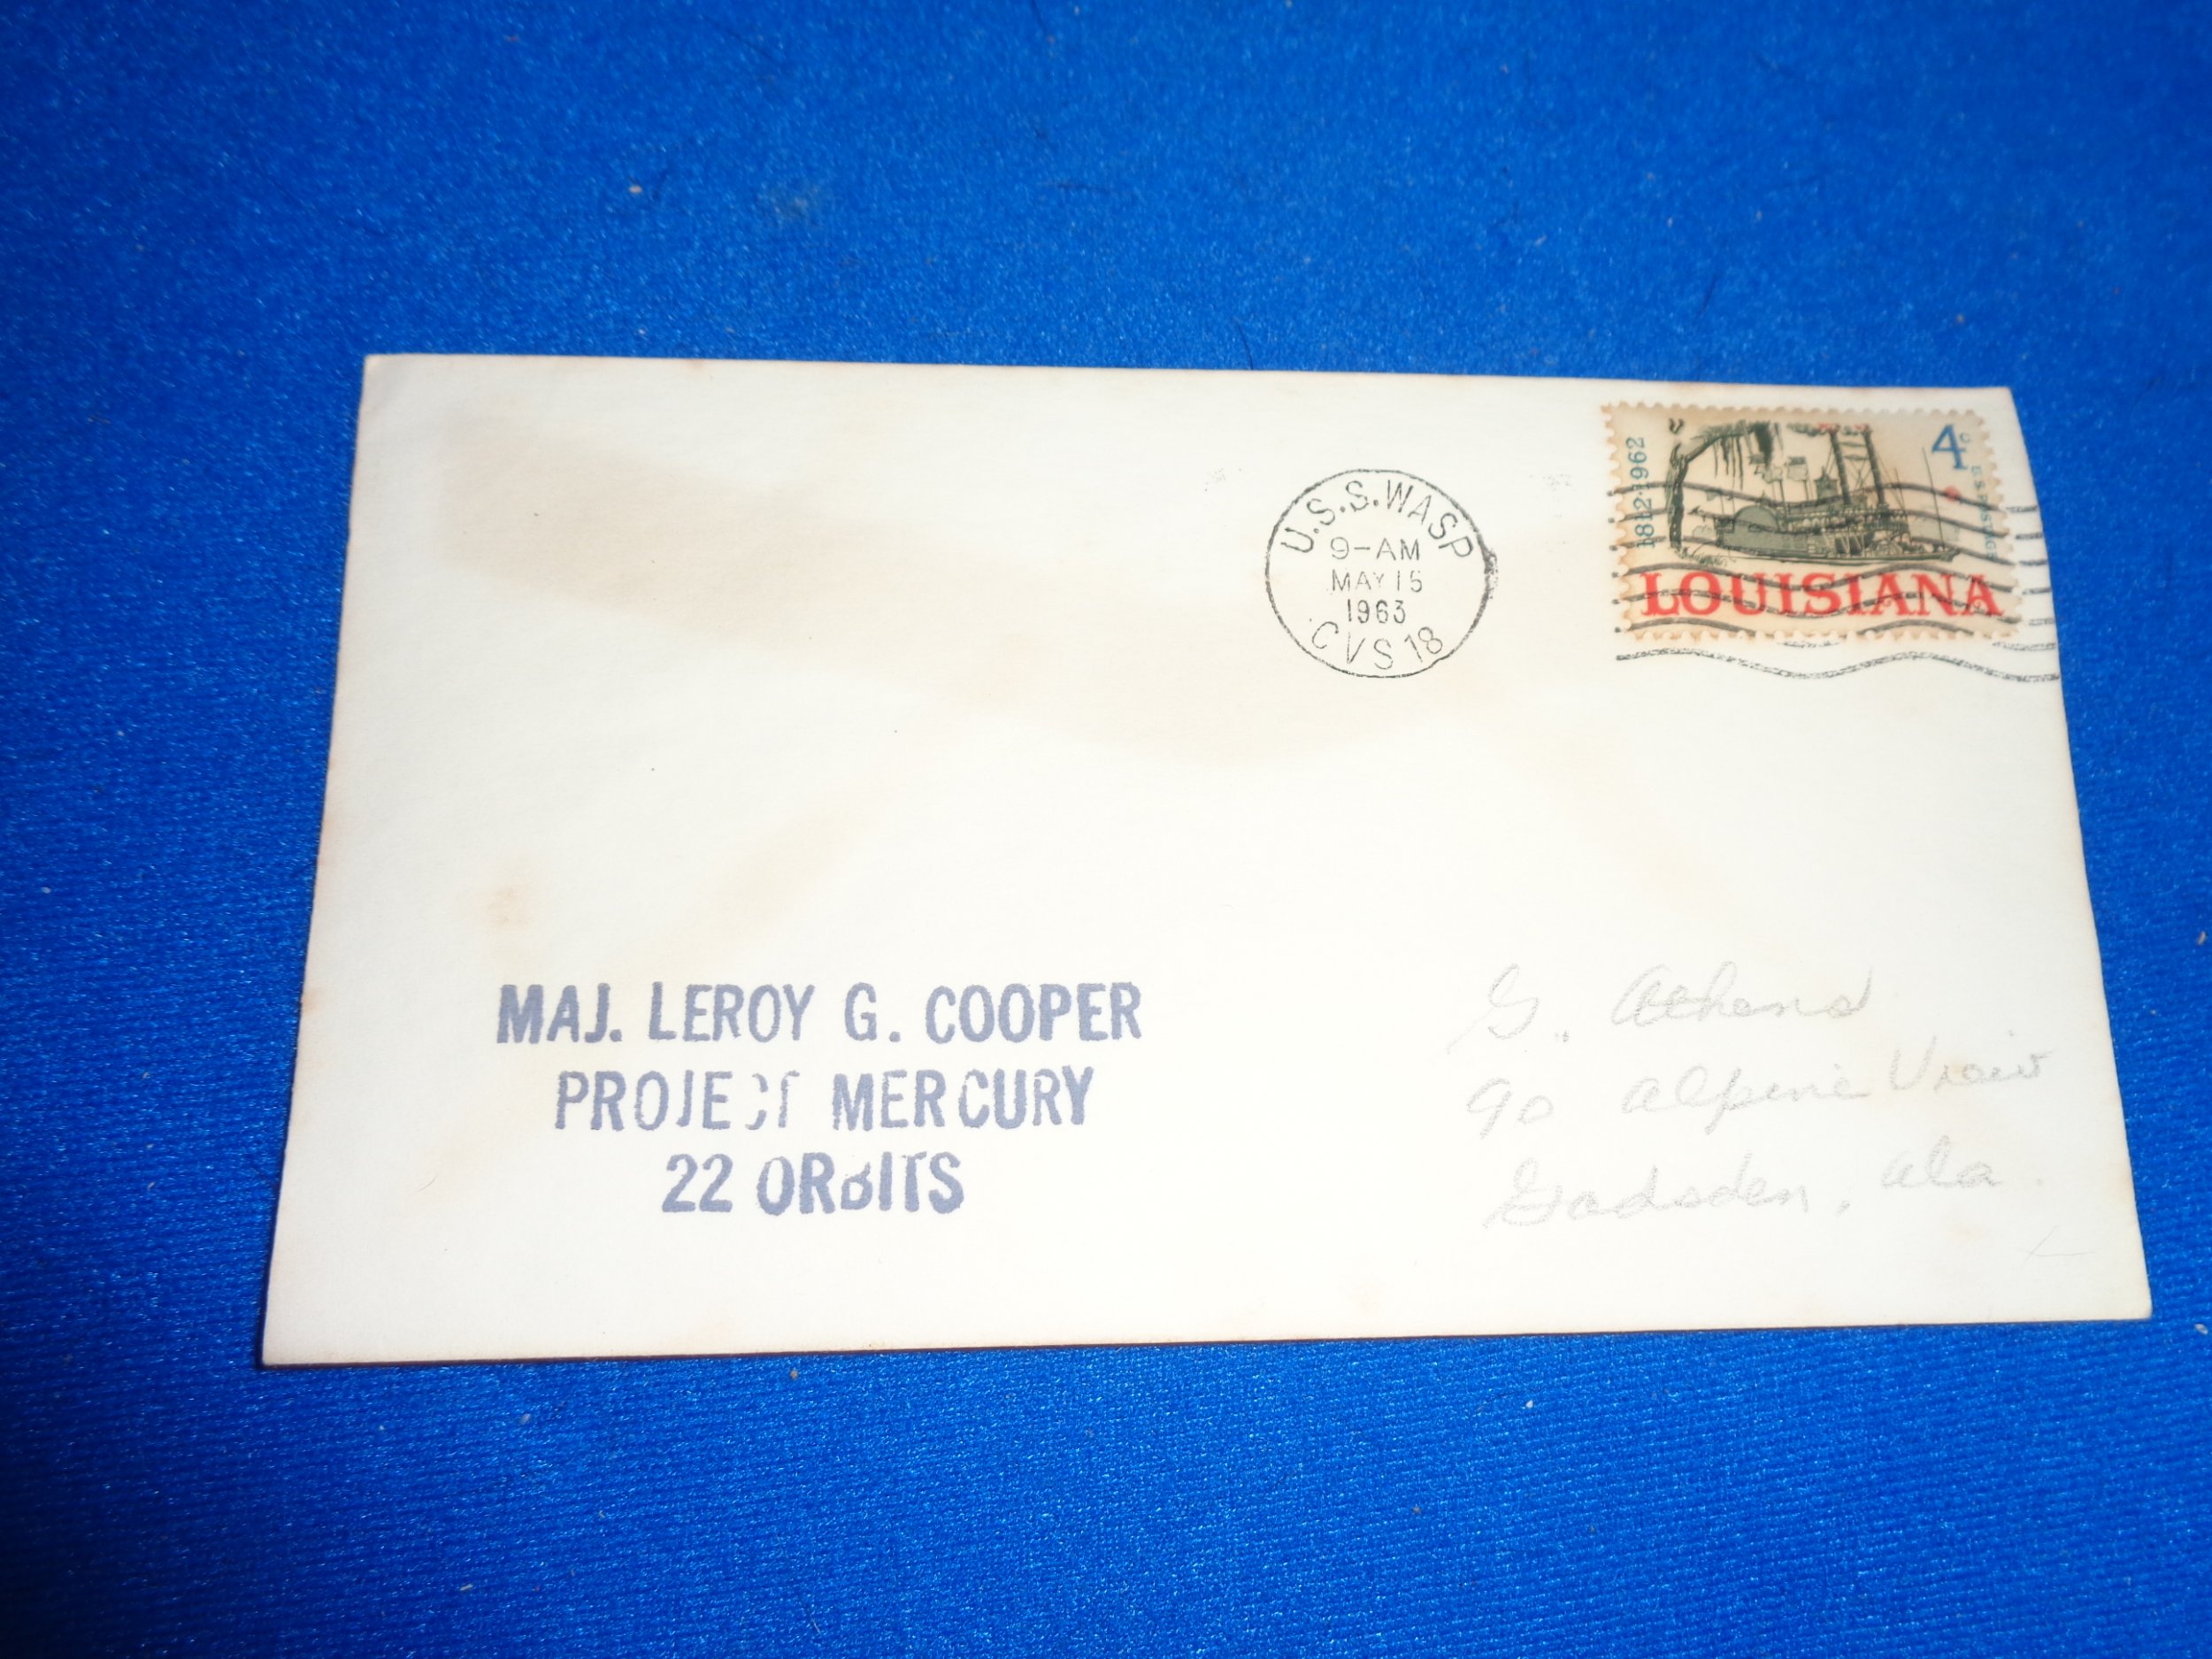 U.S.S. WASP
9-AM
MAY 15
1963
CVS 18
1812-1962
4c
U.S. POSTAGE
LOUISIANA
MAJ. LEROY G. COOPER
PROJECT MERCURY
22 ORBITS
G. Athens
90 Alpine View
Gadsden, Ala.